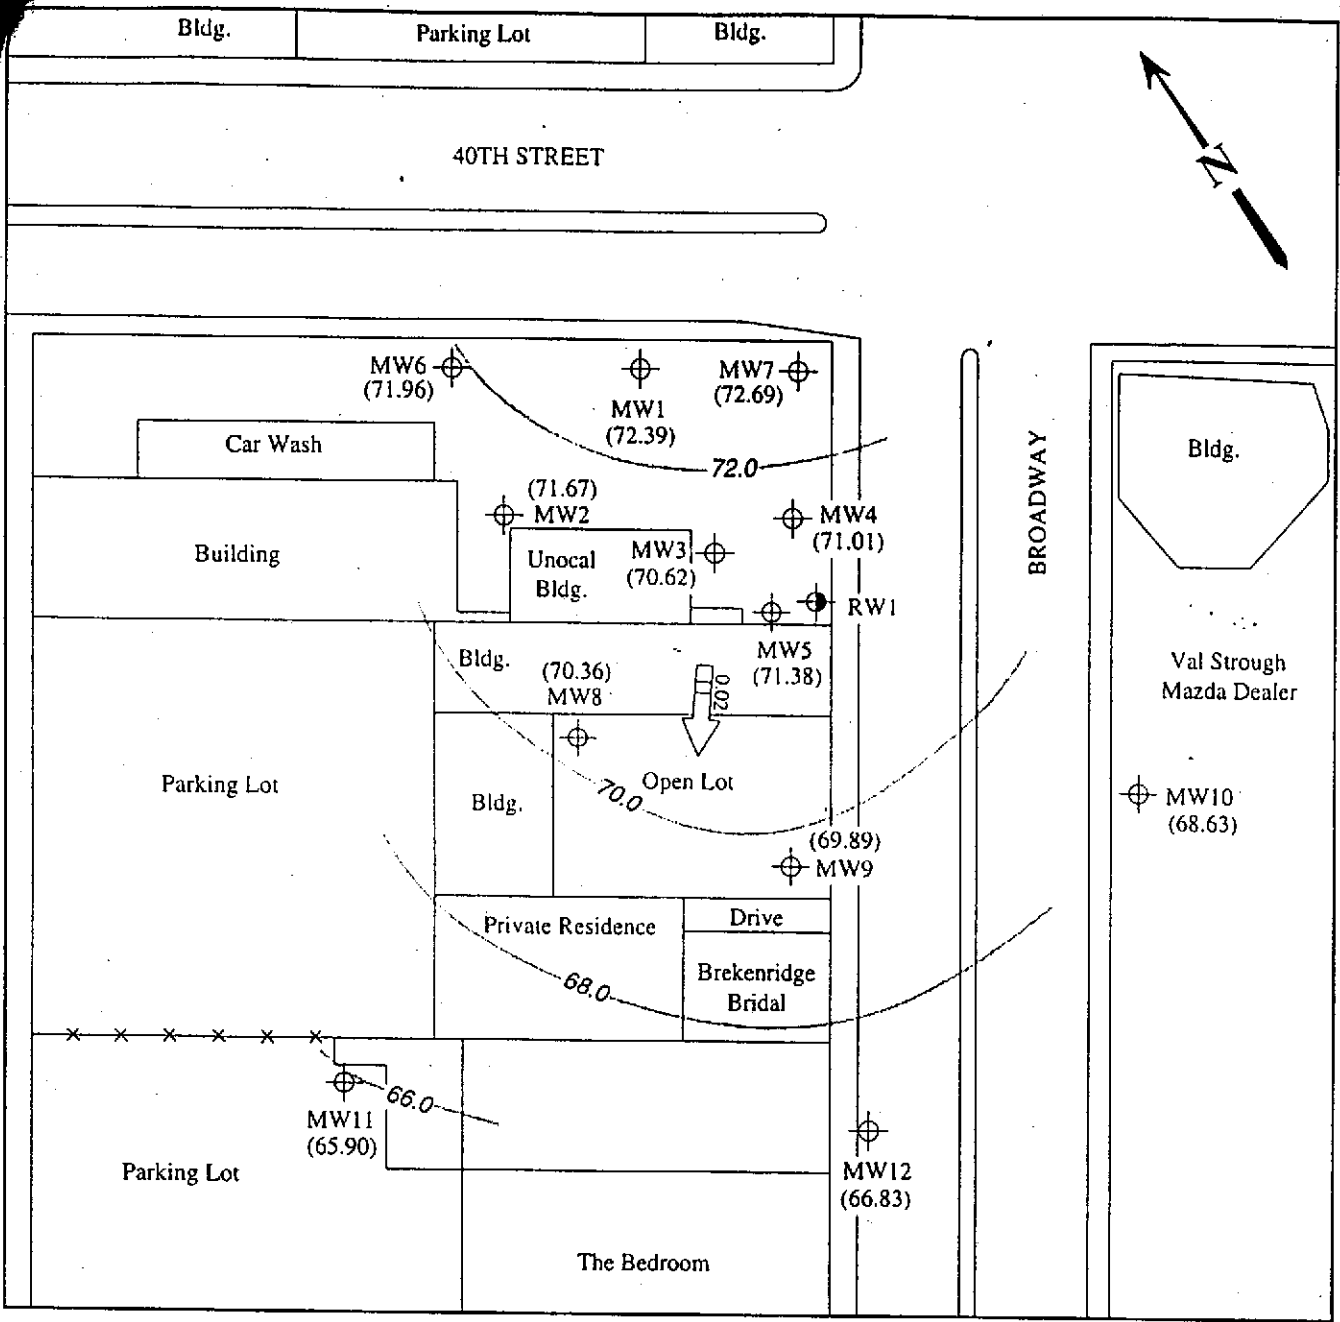 Bldg.
Parking Lot
Bldg.
40TH STREET
N
MW6
(71.96)
MW1
(72.39)
MW7
(72.69)
Car Wash
72.0
Bldg.
BROADWAY
(71.67)
MW2
MW4
(71.01)
Building
Unocal
Bldg.
MW3
(70.62)
RW1
MW5
(71.38)
Bldg.
(70.36)
MW8
0.02
Val Strough
Mazda Dealer
Parking Lot
Open Lot
70.0
Bldg.
MW10
(68.63)
(69.89)
MW9
Private Residence
Drive
Brekenridge
Bridal
68.0
66.0
MW11
(65.90)
Parking Lot
MW12
(66.83)
The Bedroom